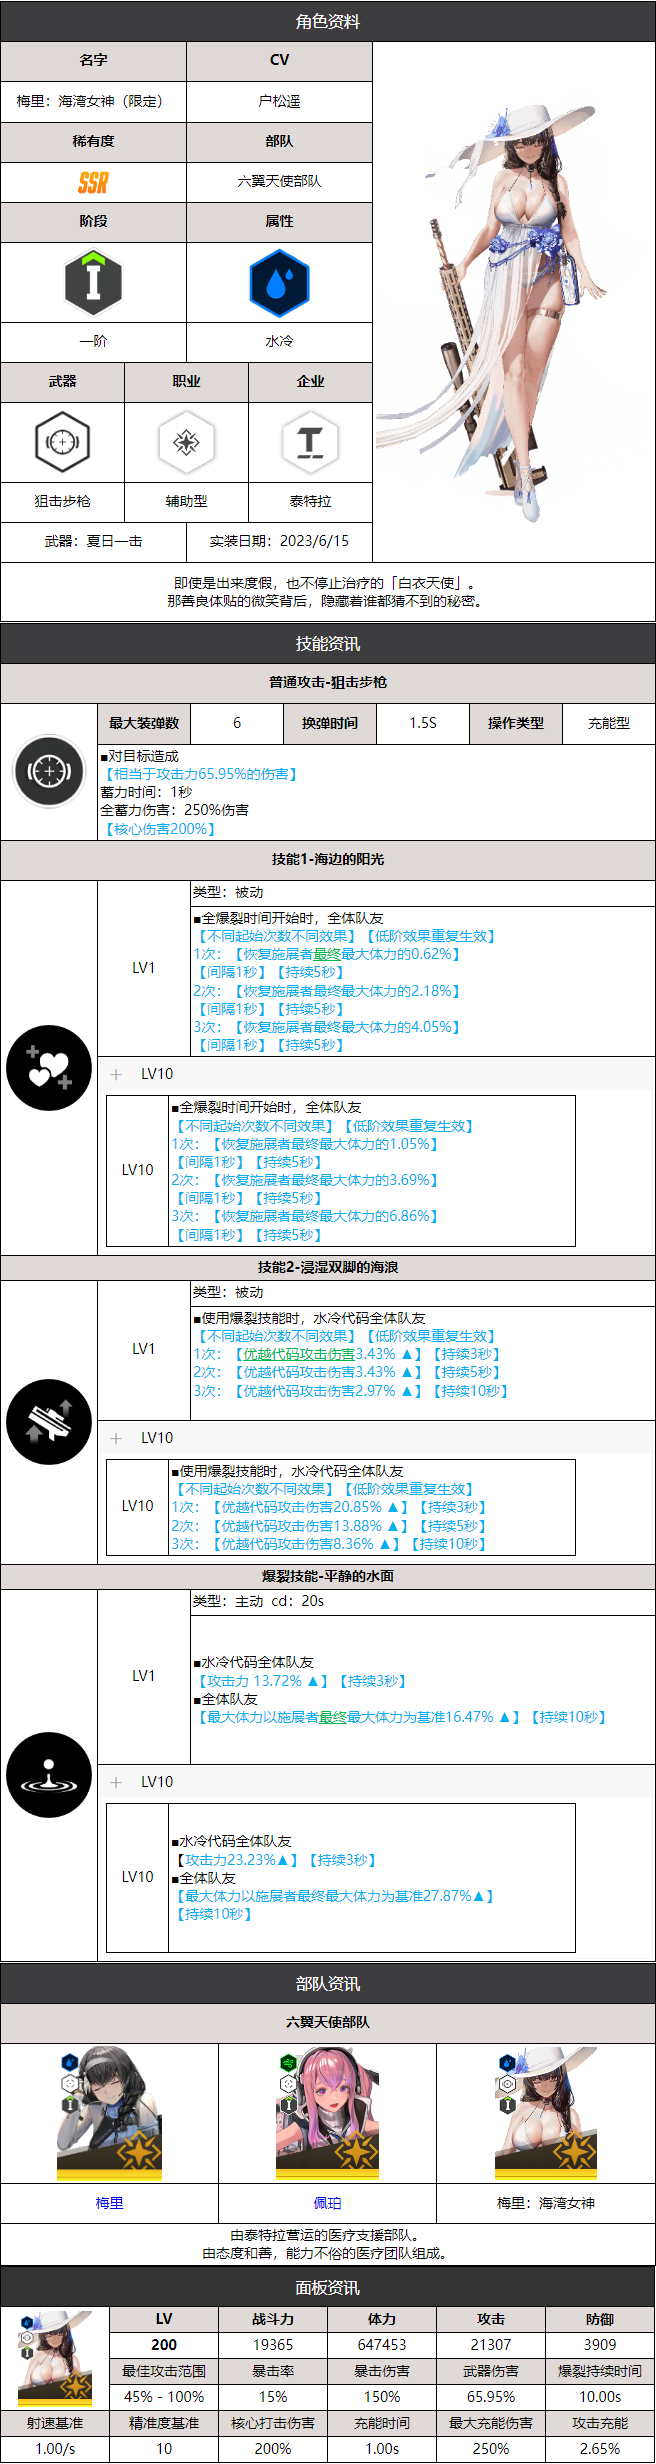 角色资料
名字
CV
梅里：海湾女神（限定）
户松遥
稀有度
部队
SSR
六翼天使部队
阶段
属性
I
一阶
水冷
武器
职业
企业
狙击步枪
辅助型
泰特拉
武器：夏日一击
实装日期：2023/6/15
即使是出来度假，也不停止治疗的「白衣天使」。
那善良体贴的微笑背后，隐藏着谁都猜不到的秘密。
技能资讯
普通攻击-狙击步枪
最大装弹数
6
换弹时间
1.5S
操作类型
充能型
■对目标造成
【相当于攻击力65.95%的伤害】
蓄力时间：1秒
全蓄力伤害：250%伤害
【核心伤害200%】
技能1-海边的阳光
LV1
类型：被动
■全爆裂时间开始时，全体队友
【不同起始次数不同效果】【低阶效果重复生效】
1次：【恢复施展者最终最大体力的0.62%】
【间隔1秒】【持续5秒】
2次：【恢复施展者最终最大体力的2.18%】
【间隔1秒】【持续5秒】
3次：【恢复施展者最终最大体力的4.05%】
【间隔1秒】【持续5秒】
＋ LV10
LV10
■全爆裂时间开始时，全体队友
【不同起始次数不同效果】【低阶效果重复生效】
1次：【恢复施展者最终最大体力的1.05%】
【间隔1秒】【持续5秒】
2次：【恢复施展者最终最大体力的3.69%】
【间隔1秒】【持续5秒】
3次：【恢复施展者最终最大体力的6.86%】
【间隔1秒】【持续5秒】
技能2-浸湿双脚的海浪
LV1
类型：被动
■使用爆裂技能时，水冷代码全体队友
【不同起始次数不同效果】【低阶效果重复生效】
1次：【优越代码攻击伤害3.43% ▲】【持续3秒】
2次：【优越代码攻击伤害3.43% ▲】【持续5秒】
3次：【优越代码攻击伤害2.97% ▲】【持续10秒】
＋ LV10
LV10
■使用爆裂技能时，水冷代码全体队友
【不同起始次数不同效果】【低阶效果重复生效】
1次：【优越代码攻击伤害20.85% ▲】【持续3秒】
2次：【优越代码攻击伤害13.88% ▲】【持续5秒】
3次：【优越代码攻击伤害8.36% ▲】【持续10秒】
爆裂技能-平静的水面
LV1
类型：主动 cd：20s
■水冷代码全体队友
【攻击力 13.72% ▲】【持续3秒】
■全体队友
【最大体力以施展者最终最大体力为基准16.47% ▲】【持续10秒】
＋ LV10
LV10
■水冷代码全体队友
【攻击力23.23%▲】【持续3秒】
■全体队友
【最大体力以施展者最终最大体力为基准27.87%▲】
【持续10秒】
部队资讯
六翼天使部队
梅里
佩珀
梅里：海湾女神
由泰特拉营运的医疗支援部队。
由态度和善，能力不俗的医疗团队组成。
面板资讯
LV
战斗力
体力
攻击
防御
200
19365
647453
21307
3909
最佳攻击范围
暴击率
暴击伤害
武器伤害
爆裂持续时间
45% - 100%
15%
150%
65.95%
10.00s
射速基准
精准度基准
核心打击伤害
充能时间
最大充能伤害
攻击充能
1.00/s
10
200%
1.00s
250%
2.65%